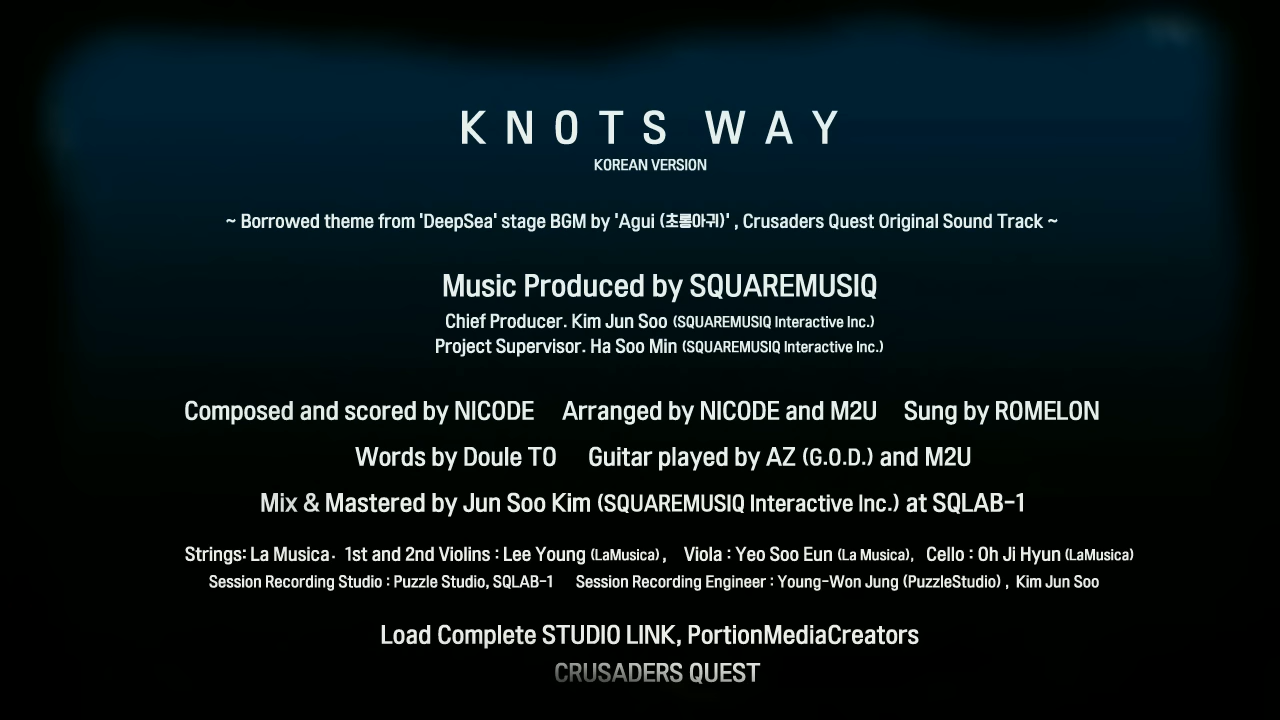 KNOTS WAY
KOREAN VERSION
~ Borrowed theme from 'DeepSea' stage BGM by 'Agui (초롱아귀)' , Crusaders Quest Original Sound Track ~
Music Produced by SQUAREMUSIQ
Chief Producer. Kim Jun Soo (SQUAREMUSIQ Interactive Inc.)
Project Supervisor. Ha Soo Min (SQUAREMUSIQ Interactive Inc.)
Composed and scored by NICODE Arranged by NICODE and M2U Sung by ROMELON
Words by Doule TO Guitar played by AZ (G.O.D.) and M2U
Mix & Mastered by Jun Soo Kim (SQUAREMUSIQ Interactive Inc.) at SQLAB-1
Strings: La Musica. 1st and 2nd Violins : Lee Young (LaMusica) , Viola : Yeo Soo Eun (La Musica), Cello : Oh Ji Hyun (LaMusica)
Session Recording Studio : Puzzle Studio, SQLAB-1 Session Recording Engineer : Young-Won Jung (PuzzleStudio) , Kim Jun Soo
Load Complete STUDIO LINK, PortionMediaCreators
CRUSADERS QUEST